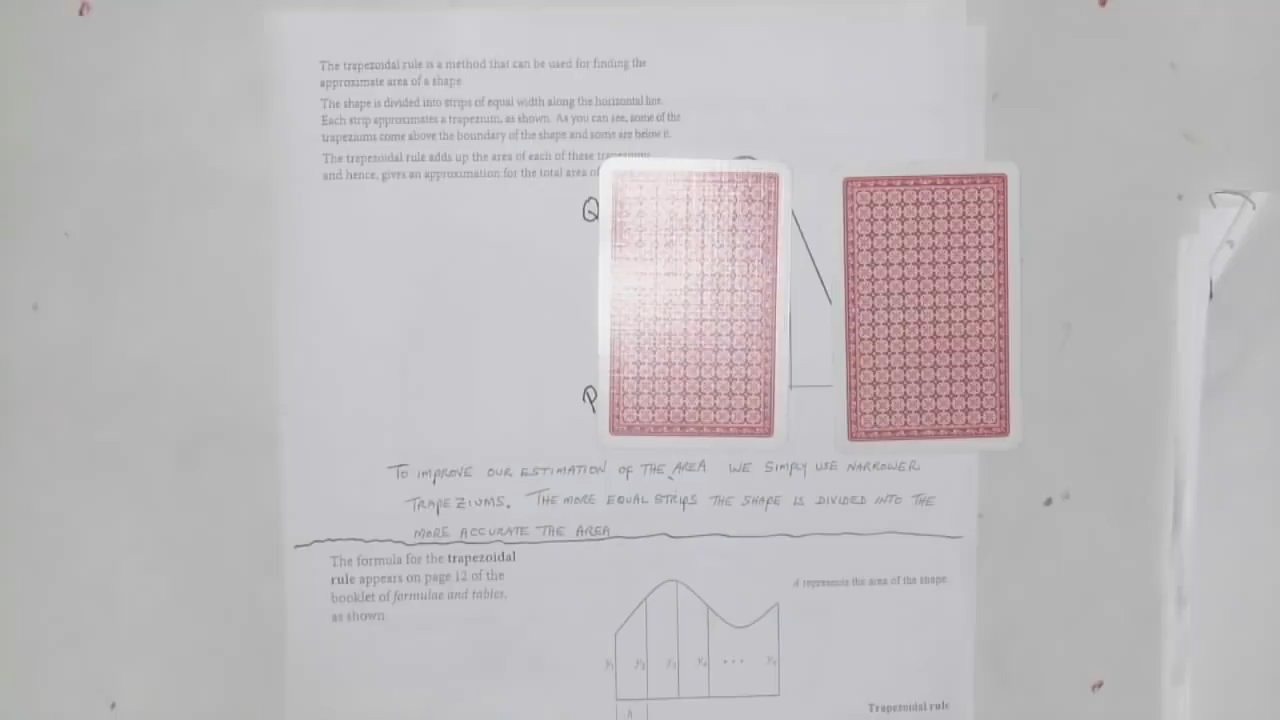 The trapezoidal rule is a method that can be used for finding the
approximate area of a shape
The shape is divided into strips of equal width along the horizontal line.
Each strip approximates a trapezium, as shown. As you can see, some of the
trapeziums come above the boundary of the shape and some are below it.
The trapezoidal rule adds up the area of each of these
and hence, gives an approximation for the total area of
Q
P
TO IMPROVE OUR ESTIMATION OF THE AREA WE SIMPLY USE NARROWER
TRAPEZIUMS. THE MORE EQUAL STRIPS THE SHAPE IS DIVIDED INTO THE
MORE ACCURATE THE AREA
The formula for the trapezoidal
rule appears on page 12 of the
booklet of formulae and tables,
as shown.
A represents the area of the shape
y₁ y₂ y₃ y₄ ...
h
Trapezoidal rule